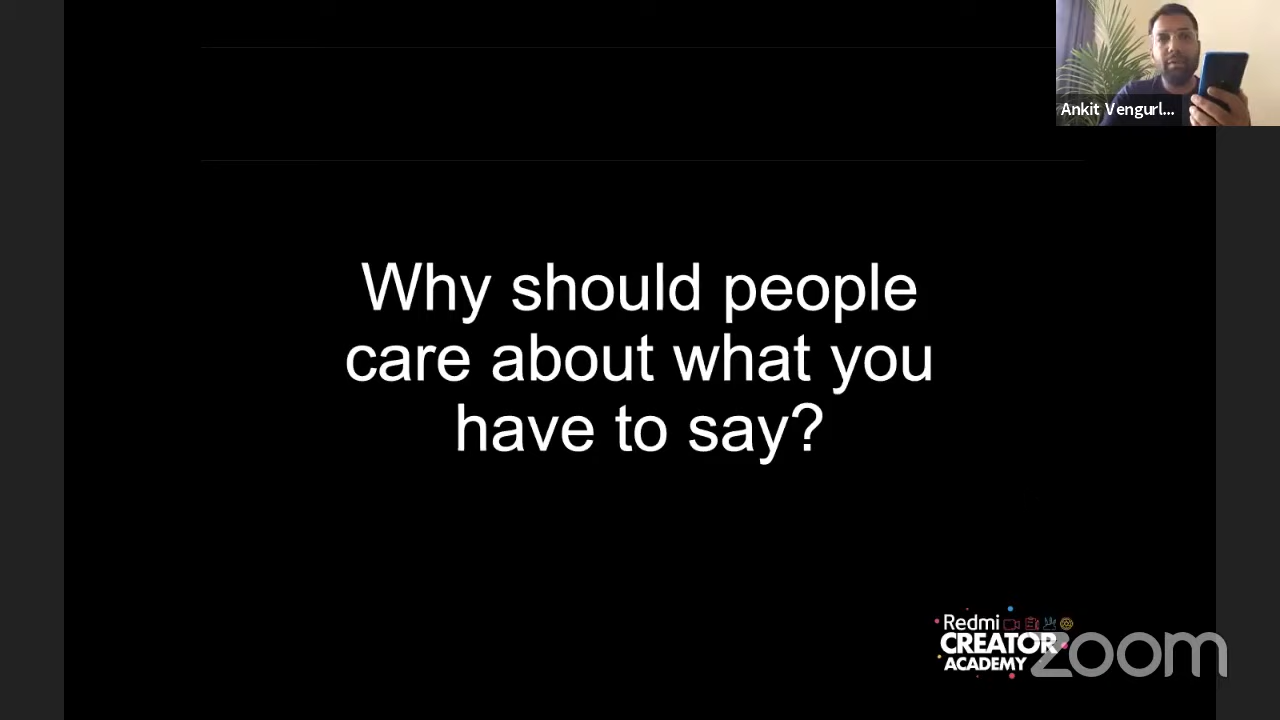 Ankit Vengurl...
Why should people
care about what you
have to say?
Redmi
CREATOR
ACADEMY
zoom